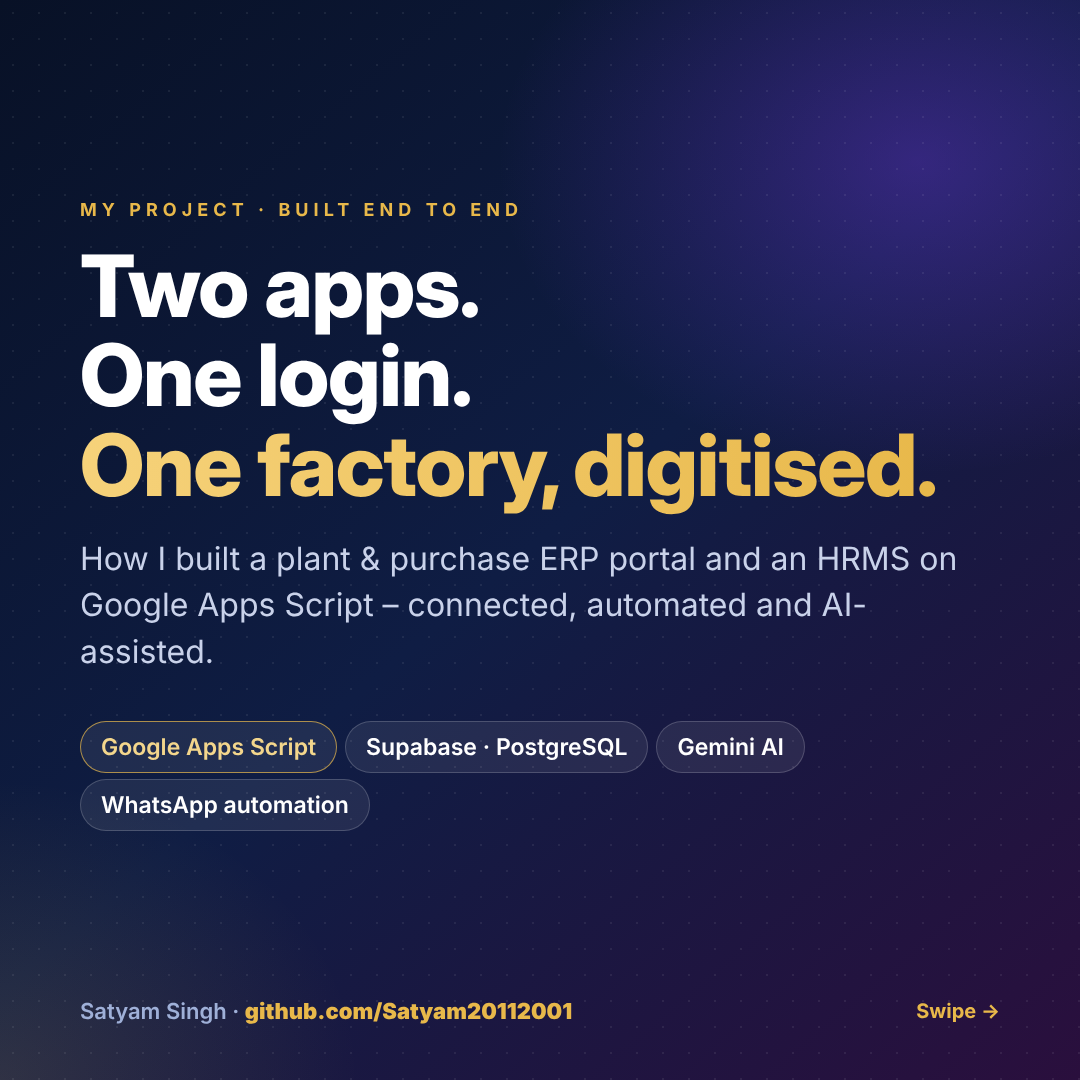 MY PROJECT · BUILT END TO END
Two apps.
One login.
One factory, digitised.
How I built a plant & purchase ERP portal and an HRMS on
Google Apps Script – connected, automated and AI-
assisted.
Google Apps Script
Supabase · PostgreSQL
Gemini AI
WhatsApp automation
Satyam Singh · github.com/Satyam20112001
Swipe →